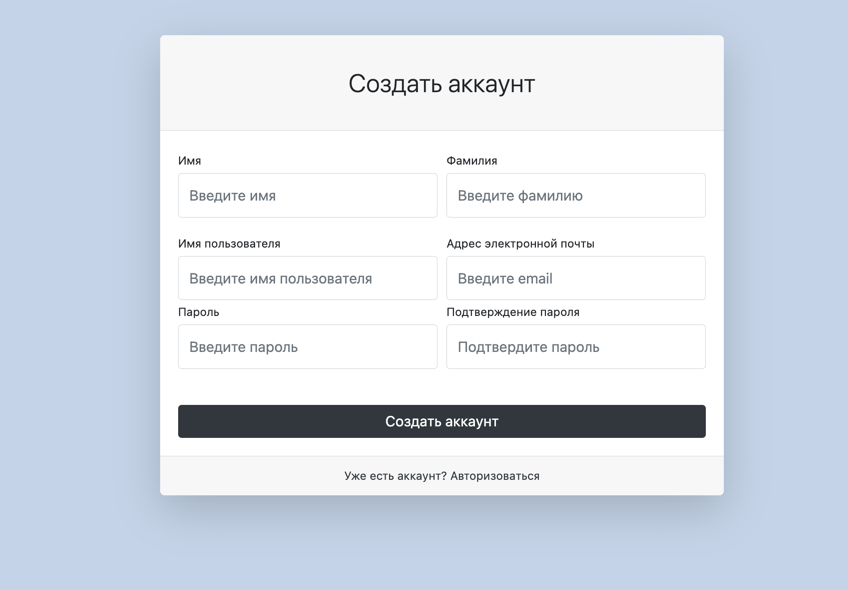 Создать аккаунт
Имя
Фамилия
Введите имя
Введите фамилию
Имя пользователя
Адрес электронной почты
Введите имя пользователя
Введите email
Пароль
Подтверждение пароля
Введите пароль
Подтвердите пароль
Создать аккаунт
Уже есть аккаунт? Авторизоваться